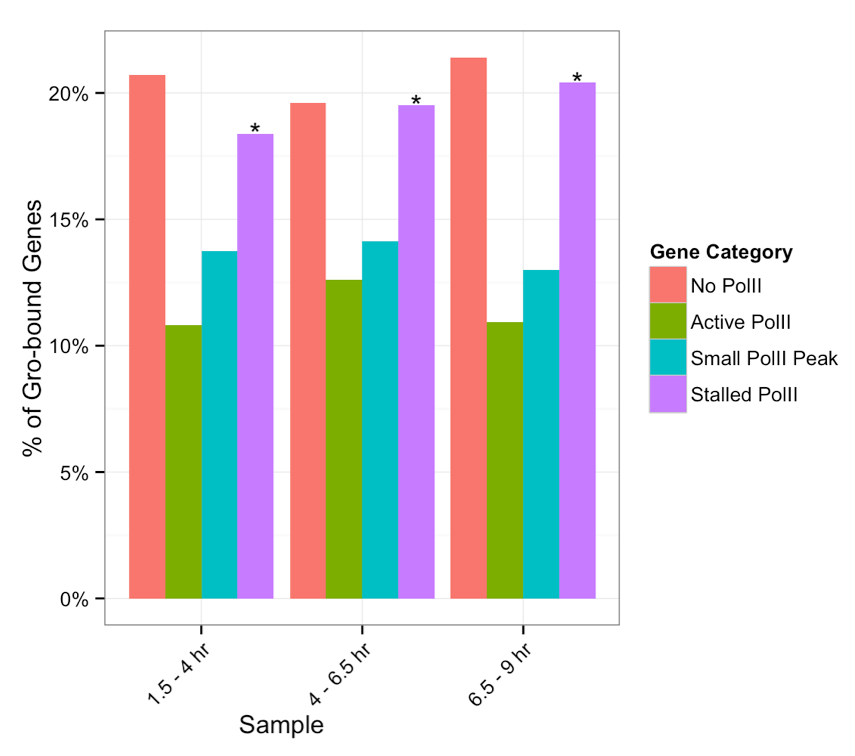 % of Gro-bound Genes
20%
15%
10%
5%
0%
*
*
*
1.5 - 4 hr
4 - 6.5 hr
6.5 - 9 hr
Sample
Gene Category
No PolII
Active PolII
Small PolII Peak
Stalled PolII